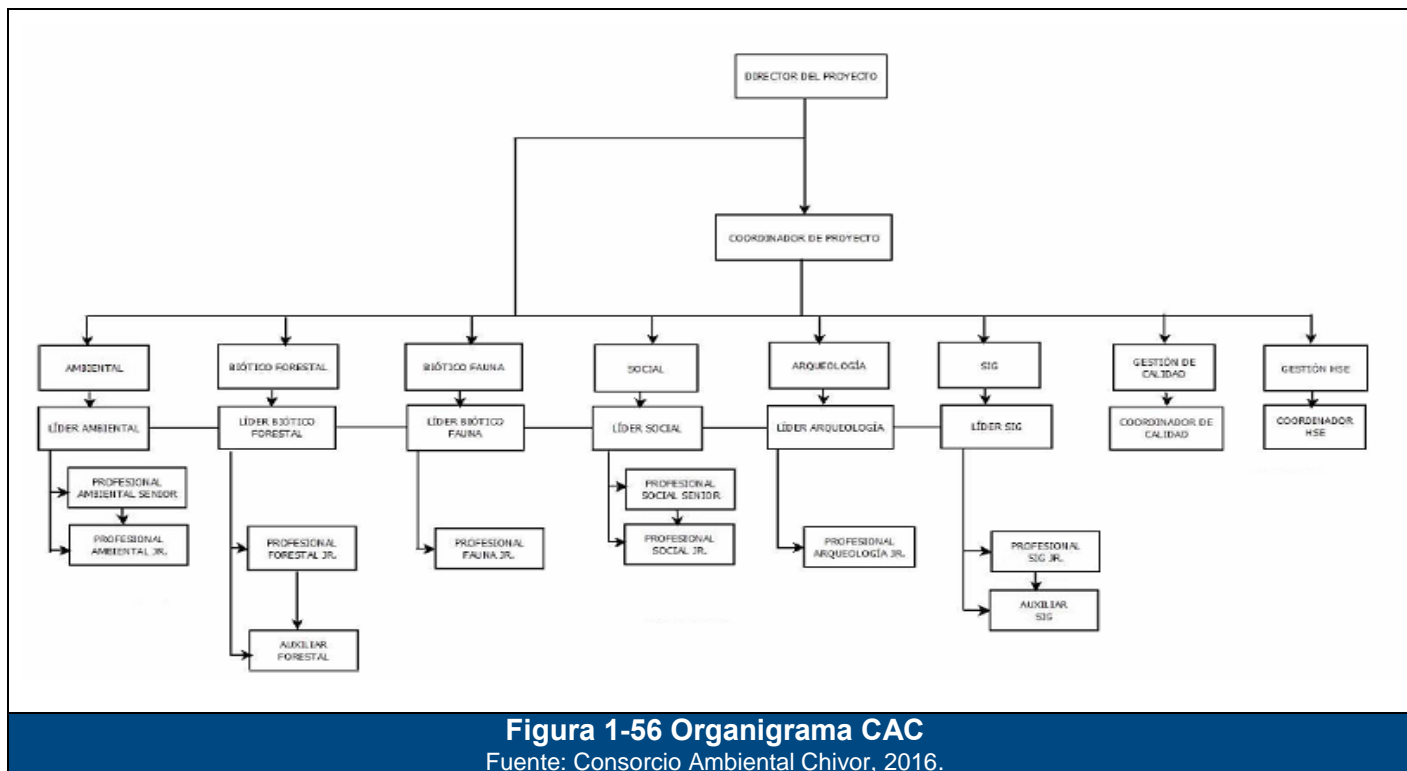 DIRECTOR DEL PROYECTO
COORDINADOR DE PROYECTO
AMBIENTAL
BIÓTICO FORESTAL
BIÓTICO FAUNA
SOCIAL
ARQUEOLOGÍA
SIG
GESTIÓN DE
CALIDAD
GESTIÓN HSE
LÍDER AMBIENTAL
LÍDER BIÓTICO
FORESTAL
LÍDER BIÓTICO
FAUNA
LÍDER SOCIAL
LÍDER ARQUEOLOGÍA
LÍDER SIG
COORDINADOR DE
CALIDAD
COORDINADOR
HSE
PROFESIONAL
AMBIENTAL SENIOR
PROFESIONAL
AMBIENTAL JR.
PROFESIONAL
FORESTAL JR.
AUXILIAR
FORESTAL
PROFESIONAL
FAUNA JR.
PROFESIONAL
SOCIAL SENIOR
PROFESIONAL
SOCIAL JR.
PROFESIONAL
ARQUEOLOGÍA JR.
PROFESIONAL
SIG JR.
AUXILIAR
SIG
Figura 1-56 Organigrama CAC
Fuente: Consorcio Ambiental Chivor, 2016.